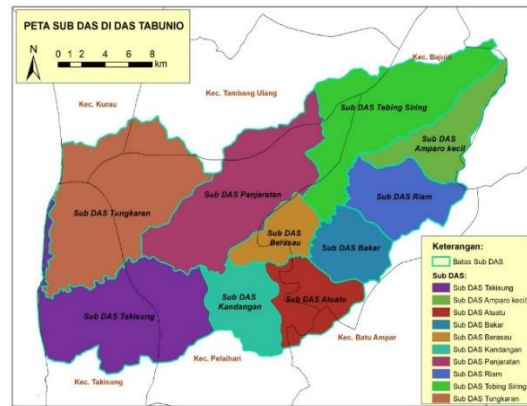 PETA SUB DAS DI DAS TABUNIO
N
0 1 2 4 6 8
km
Kec. Kurau
Kec. Tambang Ulang
Kec. Bajuin
Sub DAS Tebing Siring
Sub DAS
Amparo kecil
Sub DAS Panjaratan
Sub DAS Riam
Sub DAS Tungkaran
Sub DAS
Berasau
Sub DAS Bakar
Sub DAS Takisung
Sub DAS
Kandangan
Sub DAS Atuatu
Kec. Takisung
Kec. Pelaihari
Kec. Batu Ampar
Keterangan:
Batas Sub DAS
Sub DAS:
Sub DAS Takisung
Sub DAS Amparo kecil
Sub DAS Atuatu
Sub DAS Bakar
Sub DAS Berasau
Sub DAS Kandangan
Sub DAS Panjaratan
Sub DAS Riam
Sub DAS Tebing Siring
Sub DAS Tungkaran